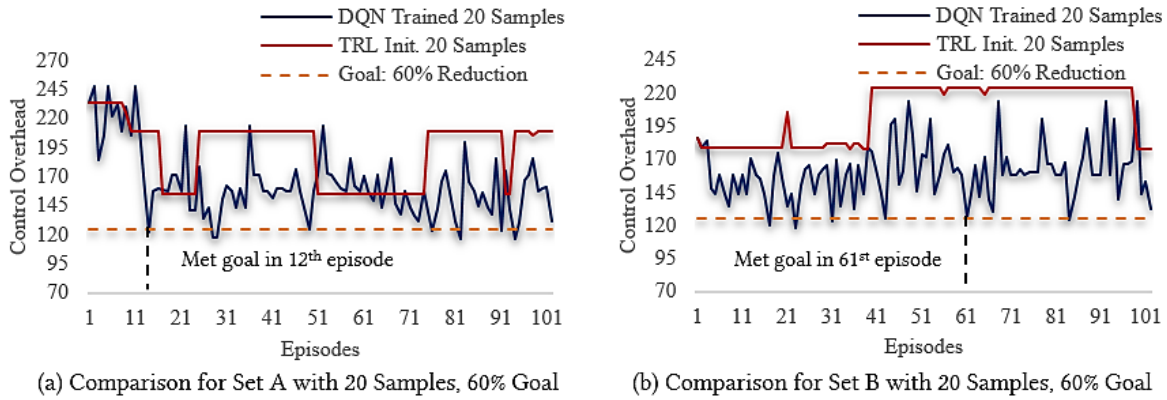 DQN Trained 20 Samples
TRL Init. 20 Samples
Goal: 60% Reduction
270
245
220
195
170
145
120
95
70
Control Overhead
Met goal in 12th episode
1 11 21 31 41 51 61 71 81 91 101
Episodes
(a) Comparison for Set A with 20 Samples, 60% Goal
DQN Trained 20 Samples
TRL Init. 20 Samples
Goal: 60% Reduction
245
220
195
170
145
120
95
70
Control Overhead
Met goal in 61st episode
1 11 21 31 41 51 61 71 81 91 101
Episodes
(b) Comparison for Set B with 20 Samples, 60% Goal